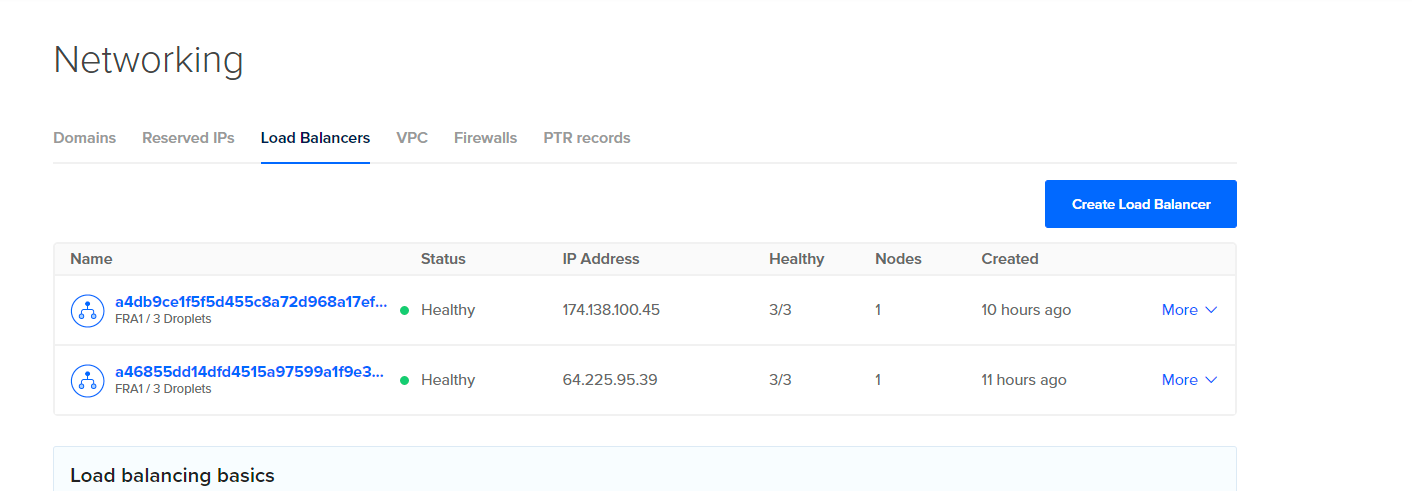 Networking
Domains Reserved IPs Load Balancers VPC Firewalls PTR records
Create Load Balancer
Name Status IP Address Healthy Nodes Created
a4db9ce1f5f5d455c8a72d968a17ef... Healthy 174.138.100.45 3/3 1 10 hours ago More
FRA1 / 3 Droplets
a46855dd14dfd4515a97599a1f9e3... Healthy 64.225.95.39 3/3 1 11 hours ago More
FRA1 / 3 Droplets
Load balancing basics